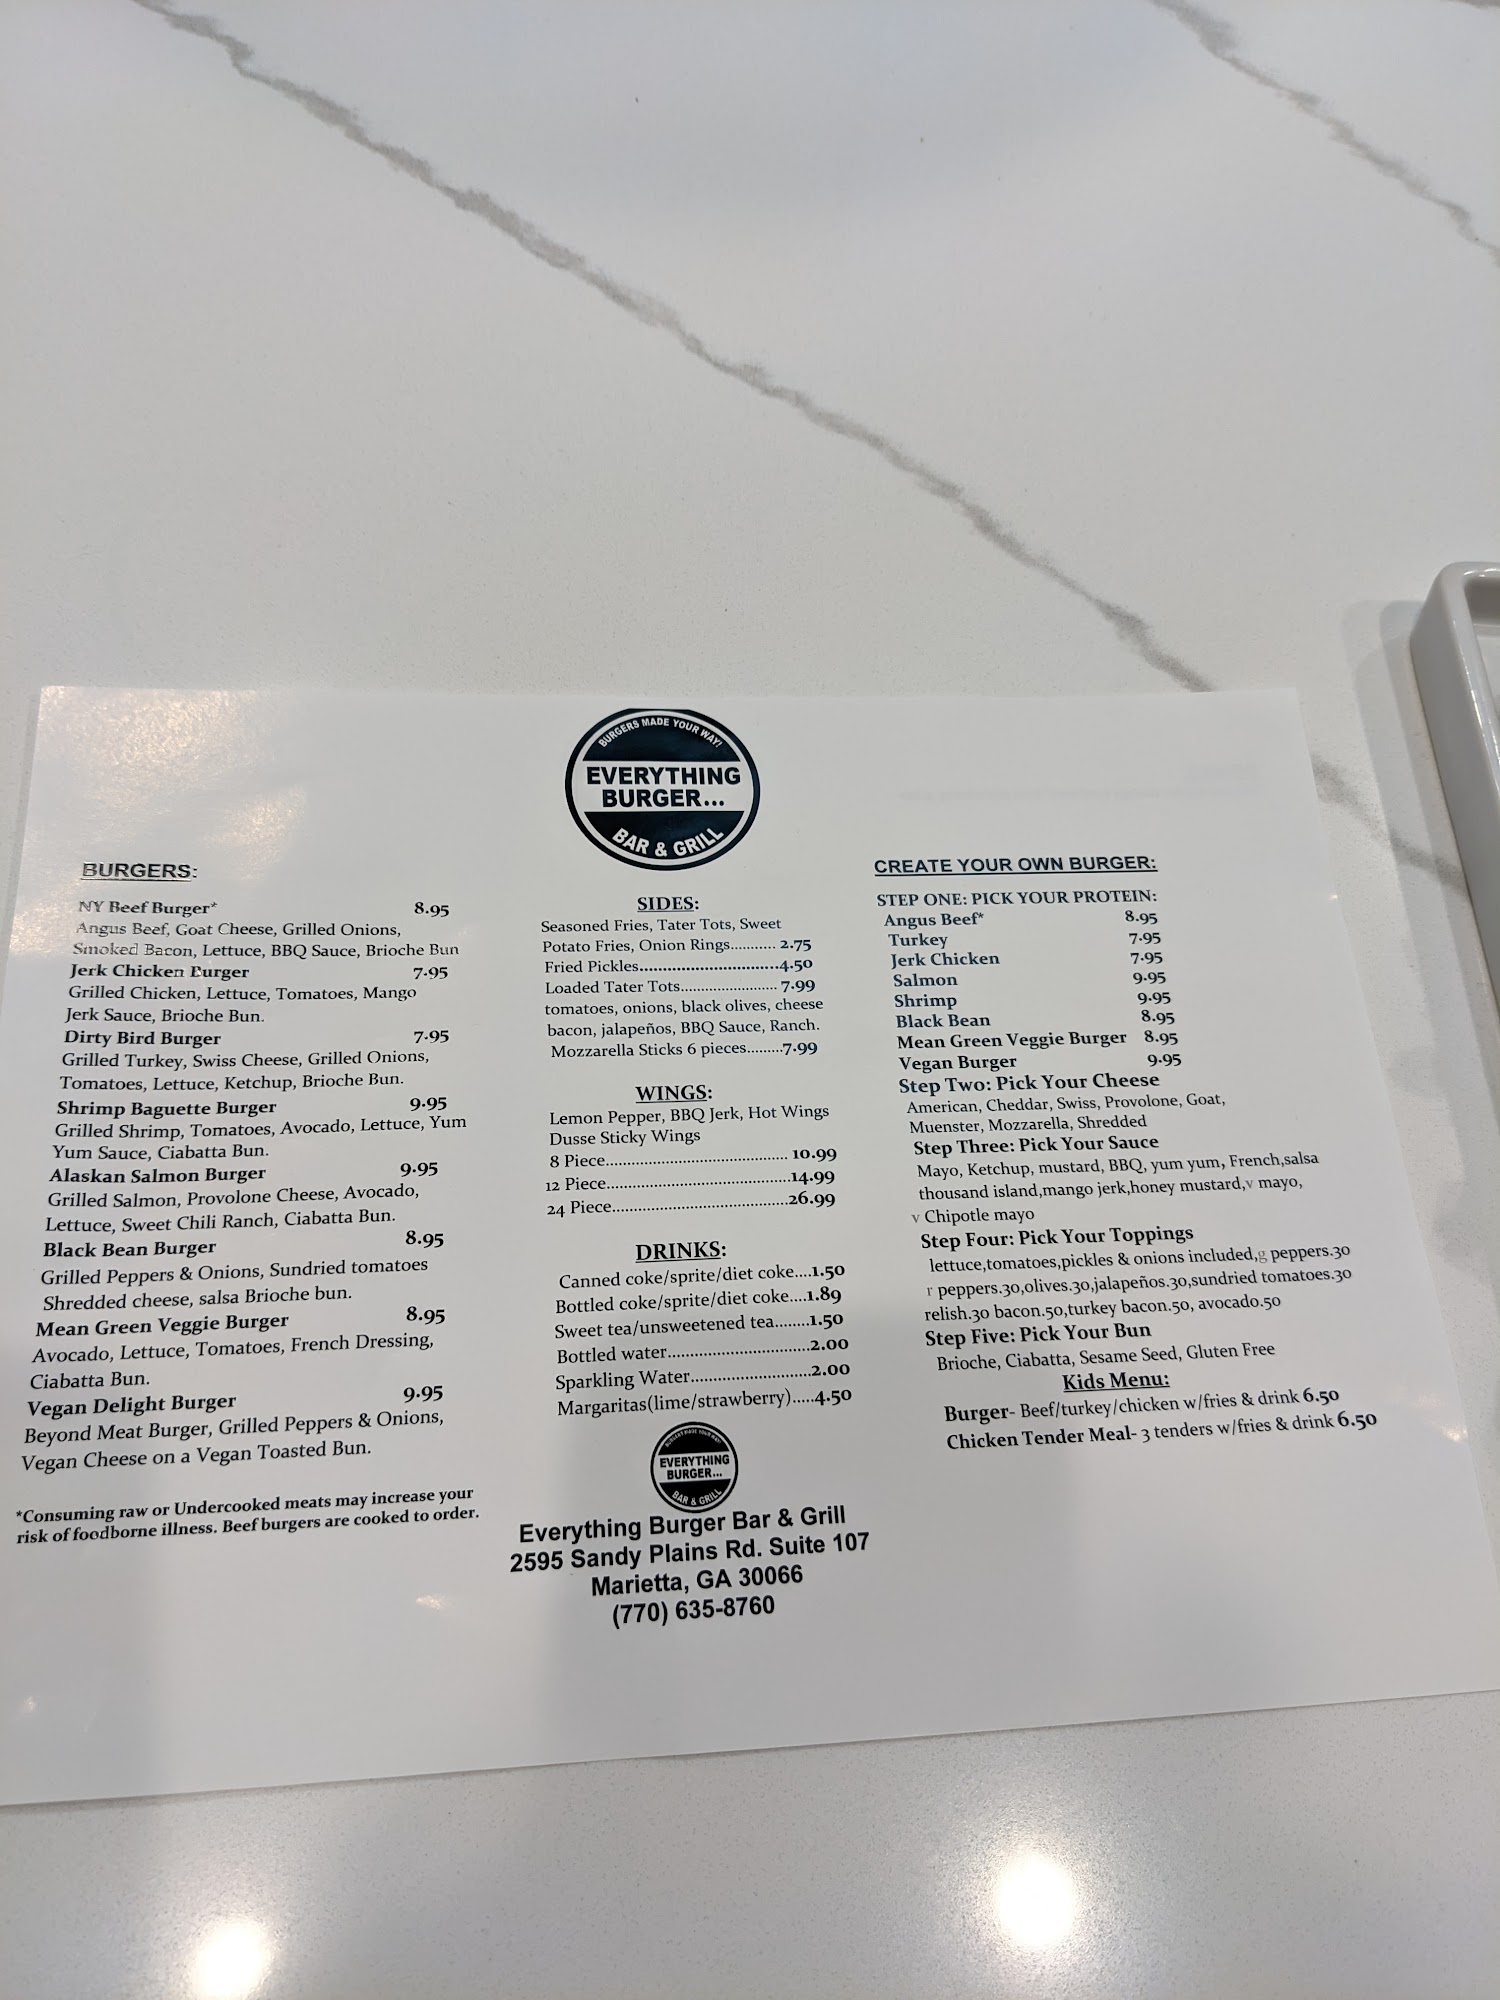 BURGERS MADE YOUR WAY!
EVERYTHING
BURGER...
BAR & GRILL
BURGERS:
NY Beef Burger* 8.95
Angus Beef, Goat Cheese, Grilled Onions,
Smoked Bacon, Lettuce, BBQ Sauce, Brioche Bun
Jerk Chicken Burger 7.95
Grilled Chicken, Lettuce, Tomatoes, Mango
Jerk Sauce, Brioche Bun.
Dirty Bird Burger 7.95
Grilled Turkey, Swiss Cheese, Grilled Onions,
Tomatoes, Lettuce, Ketchup, Brioche Bun.
Shrimp Baguette Burger 9.95
Grilled Shrimp, Tomatoes, Avocado, Lettuce, Yum
Yum Sauce, Ciabatta Bun.
Alaskan Salmon Burger 9.95
Grilled Salmon, Provolone Cheese, Avocado,
Lettuce, Sweet Chili Ranch, Ciabatta Bun.
Black Bean Burger 8.95
Grilled Peppers & Onions, Sundried tomatoes
Shredded cheese, salsa Brioche bun.
Mean Green Veggie Burger 8.95
Avocado, Lettuce, Tomatoes, French Dressing,
Ciabatta Bun.
Vegan Delight Burger 9.95
Beyond Meat Burger, Grilled Peppers & Onions,
Vegan Cheese on a Vegan Toasted Bun.
*Consuming raw or Undercooked meats may increase your
risk of foodborne illness. Beef burgers are cooked to order.
SIDES:
Seasoned Fries, Tater Tots, Sweet
Potato Fries, Onion Rings........... 2.75
Fried Pickles..............................4.50
Loaded Tater Tots....................... 7.99
tomatoes, onions, black olives, cheese
bacon, jalapeños, BBQ Sauce, Ranch.
Mozzarella Sticks 6 pieces.........7.99
WINGS:
Lemon Pepper, BBQ Jerk, Hot Wings
Dusse Sticky Wings
8 Piece........................................ 10.99
12 Piece........................................14.99
24 Piece.......................................26.99
DRINKS:
Canned coke/sprite/diet coke....1.50
Bottled coke/sprite/diet coke....1.89
Sweet tea/unsweetened tea........1.50
Bottled water...............................2.00
Sparkling Water..........................2.00
Margaritas(lime/strawberry).....4.50
BURGERS MADE YOUR WAY!
EVERYTHING
BURGER...
BAR & GRILL
Everything Burger Bar & Grill
2595 Sandy Plains Rd. Suite 107
Marietta, GA 30066
(770) 635-8760
CREATE YOUR OWN BURGER:
STEP ONE: PICK YOUR PROTEIN:
Angus Beef* 8.95
Turkey 7.95
Jerk Chicken 7.95
Salmon 9.95
Shrimp 9.95
Black Bean 8.95
Mean Green Veggie Burger 8.95
Vegan Burger 9.95
Step Two: Pick Your Cheese
American, Cheddar, Swiss, Provolone, Goat,
Muenster, Mozzarella, Shredded
Step Three: Pick Your Sauce
Mayo, Ketchup, mustard, BBQ, yum yum, French,salsa
thousand island,mango jerk,honey mustard,v mayo,
v Chipotle mayo
Step Four: Pick Your Toppings
lettuce,tomatoes,pickles & onions included,g peppers.30
r peppers.30,olives.30,jalapeños.30,sundried tomatoes.30
relish.30 bacon.50,turkey bacon.50, avocado.50
Step Five: Pick Your Bun
Brioche, Ciabatta, Sesame Seed, Gluten Free
Kids Menu:
Burger- Beef/turkey/chicken w/fries & drink 6.50
Chicken Tender Meal- 3 tenders w/fries & drink 6.50